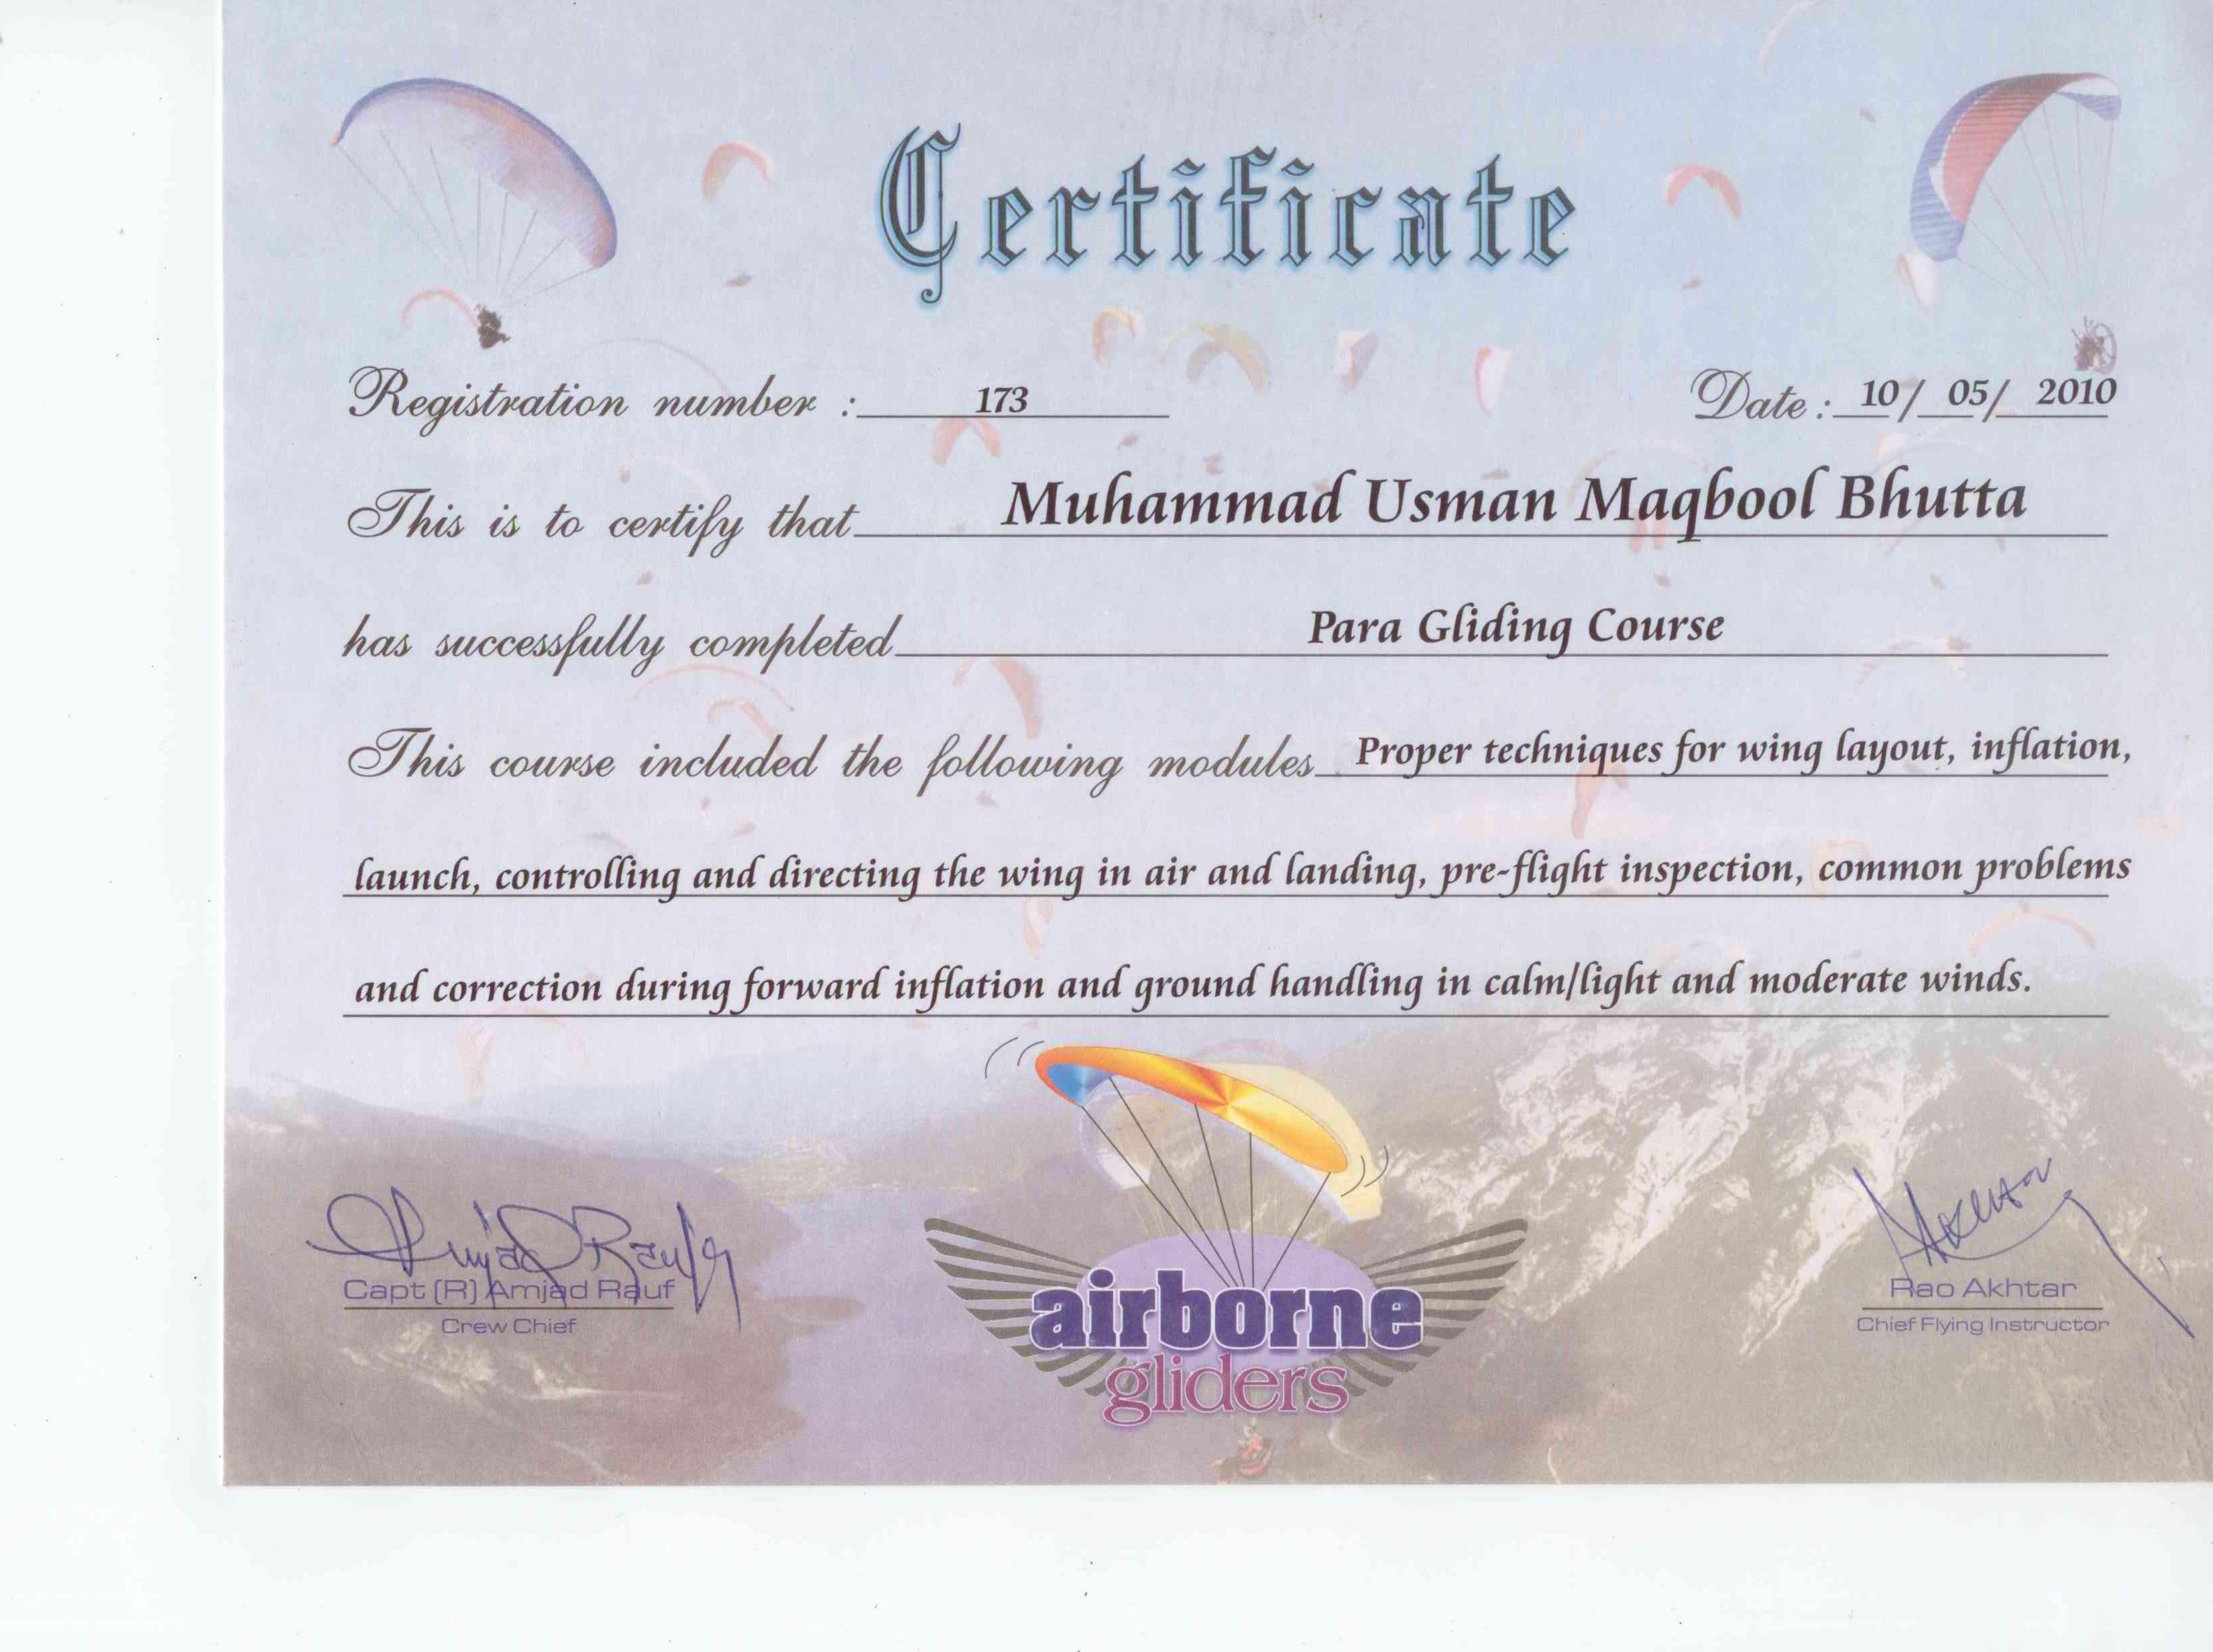 Certificate
Registration number : 173 Date : 10/ 05/ 2010
This is to certify that Muhammad Usman Maqbool Bhutta
has successfully completed Para Gliding Course
This course included the following modules Proper techniques for wing layout, inflation,
launch, controlling and directing the wing in air and landing, pre-flight inspection, common problems
and correction during forward inflation and ground handling in calm/light and moderate winds.
Amjad Rauf
Akhtar
Capt (R) Amjad Rauf
Crew Chief
airborne
gliders
Rao Akhtar
Chief Flying Instructor